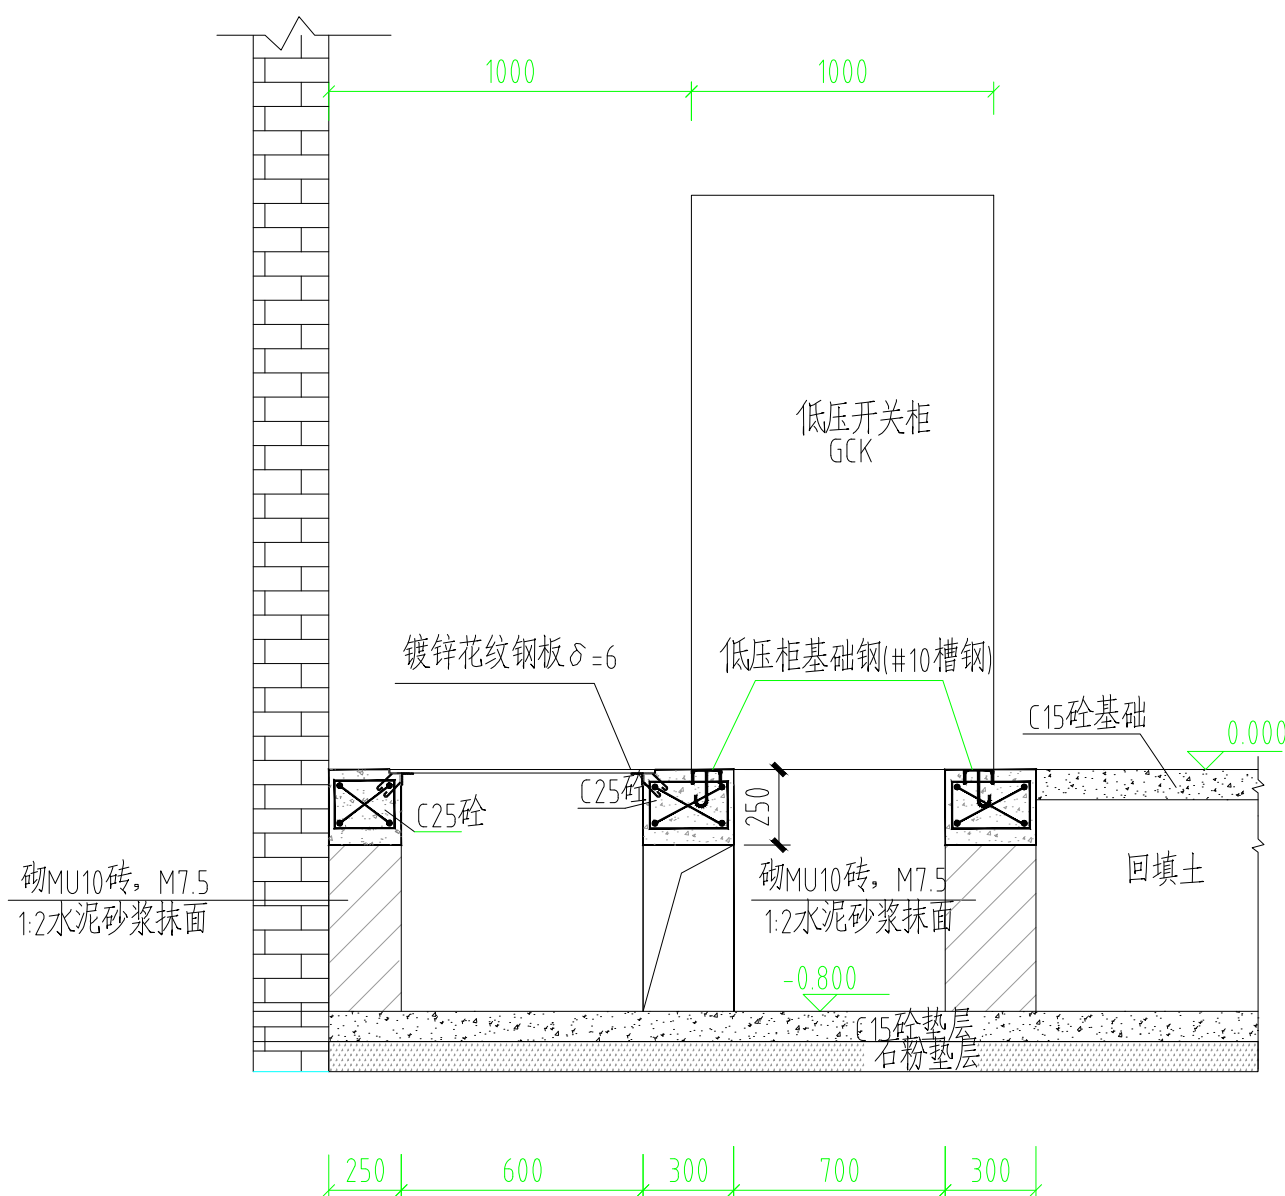 1000
1000
低压开关柜
GCK
镀锌花纹钢板δ=6
低压柜基础钢(#10槽钢)
C15砼基础
0.000
C25砼
C25砼
250
砌MU10砖，M7.5
1:2水泥砂浆抹面
砌MU10砖，M7.5
1:2水泥砂浆抹面
回填土
-0.800
C15砼垫层
石粉垫层
250
600
300
700
300